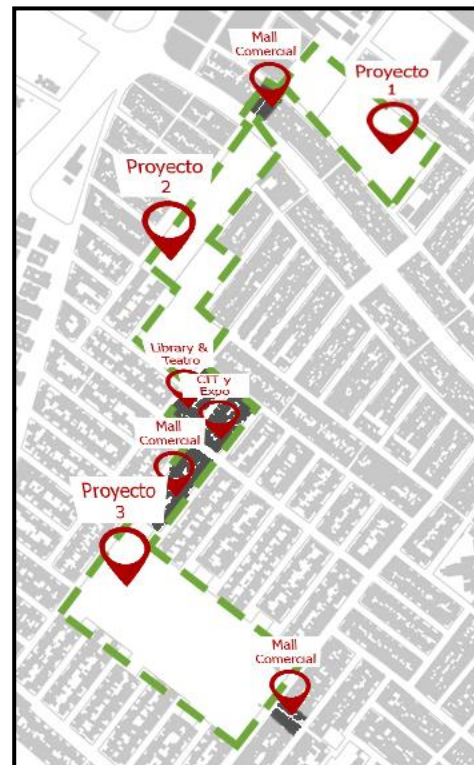 Mall
Comercial
Proyecto
1
Proyecto
2
Library &
Teatro
CIT y
Expo
Mall
Comercial
Proyecto
3
Mall
Comercial